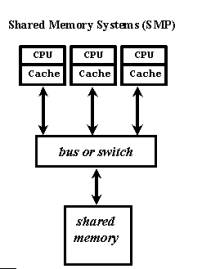 Shared Memory Systems (SMP)
CPU CPU CPU
Cache Cache Cache
bus or switch
shared
memory